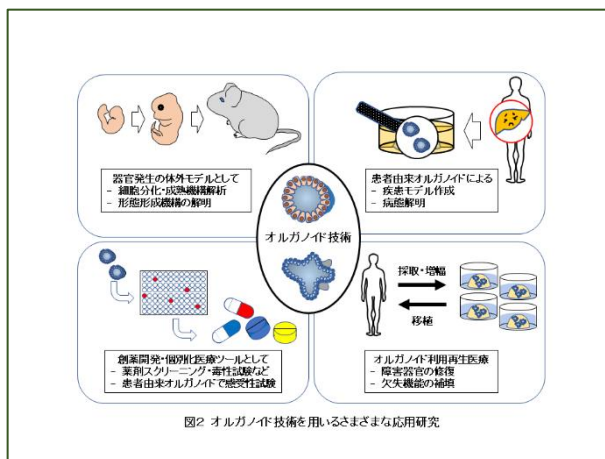 器官発生の体外モデルとして
- 細胞分化・成熟機構解析
- 形態形成機構の解明
患者由来オルガノイドによる
- 疾患モデル作成
- 病態解明
オルガノイド技術
創薬開発・個別化医療ツールとして
- 薬剤スクリーニング・毒性試験など
- 患者由来オルガノイドで感受性試験
採取・増幅
移植
オルガノイド利用再生医療
- 障害器官の修復
- 欠失機能の補填
図2 オルガノイド技術を用いるさまざまな応用研究